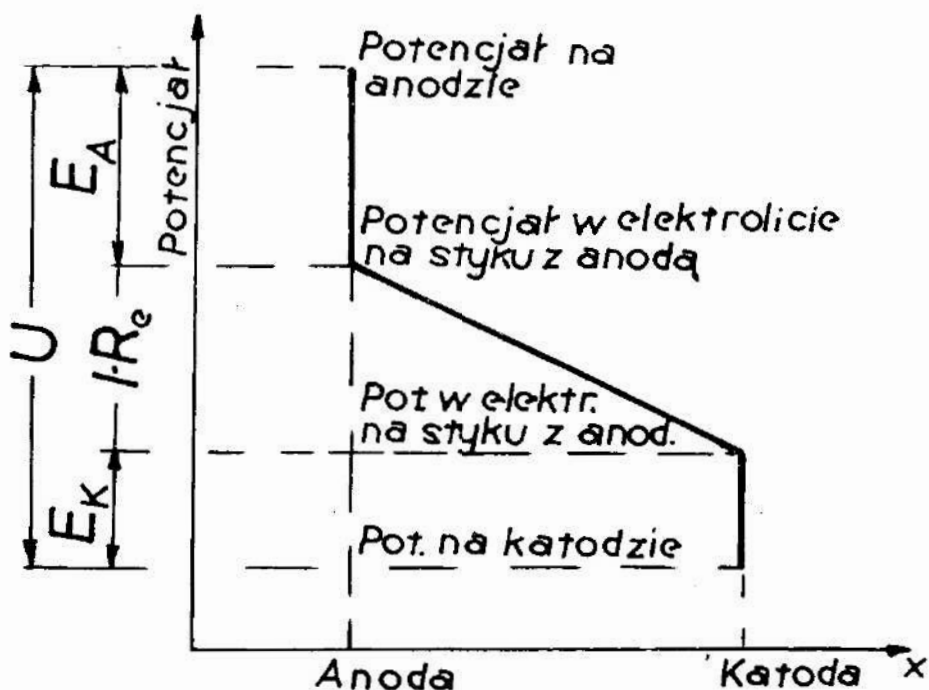 Potencjał na
anodzie
Potencjał
E_A
Potencjał w elektrolicie
na styku z anodą
U
I·R_e
Pot w elektr.
na styku z anod.
E_K
Pot. na katodzie
Anoda
Katoda
x